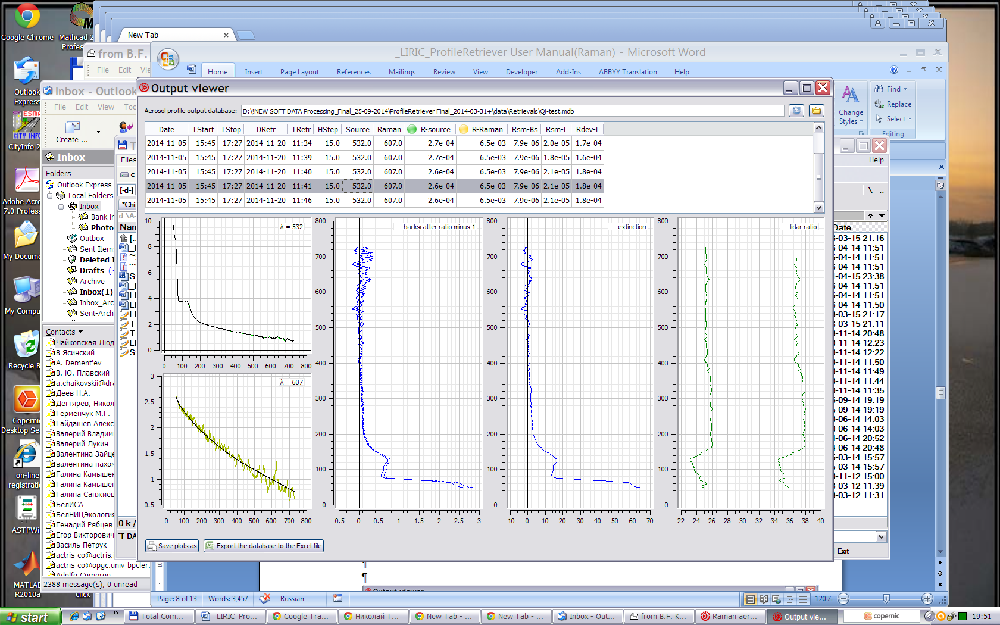 Google Chrome
Mathcad 2
Profes...
Outlook
Express
CityInfo 2
Adobe Acro
7.0 Profess
My Docume
My Compu
Recycle B
Copernic
Desktop Se
on-line
registratio
ASTPWi
MATLAB
R2010a
click
New Tab
from B.F.
File Edit Vie
_LIRIC_ProfileRetriever User Manual(Raman) - Microsoft Word
Home Insert Page Layout References Mailings Review View Developer Add-Ins ABBYY Translation Help
Change
Styles
Find
Replace
Select
Editing
Inbox - Outlook
File Edit View Too
Create ...
Inbox
Folders
Outlook Express
Local Folders
Inbox
Bank in
Photo
Outbox
Sent Items
Deleted I
Drafts (3
Archive
Inbox(1)
Inbox_Arc
Sent-Arch
Contacts
Чайковская Люд
В Ясинский
A. Dement'ev
В. Ю. Плавский
a.chaikovskii@dra
Деев Н.А.
Дегтярев, Никол
Герменчук М.Г.
Гайдашев Алекс
Валерий Владими
Валерий Лукин
Валентина Зайце
валентина пахом
Галина Камышен
Галина Камышен
Галина Санжиев
БелИСА
БелНИЦЭкология
Генадий Рябцев
Егор Викторович
Василь Петрук
actris-co@actris.i
actris-co@opgc.univ-bpcler.
Adolfo Comeron
2388 message(s), 0 unread
Files
[-d-]
*Chi
Nam
0 k /
Output viewer
Aerosol profile output database: D:\!NEW SOFT DATA Processing_Final_25-09-2014\ProfileRetriever Final_2014-03-31+\data\Retrievals\Qi-test.mdb
Date TStart TStop DRetr TRetr HStep Source Raman R-source R-Raman Rsm-Bs Rsm-L Rdev-L
2014-11-05 15:45 17:27 2014-11-20 11:34 15.0 532.0 607.0 2.7e-04 6.5e-03 7.9e-06 2.0e-05 1.7e-04
2014-11-05 15:45 17:27 2014-11-20 11:39 15.0 532.0 607.0 2.7e-04 6.5e-03 7.9e-06 1.8e-05 1.6e-04
2014-11-05 15:45 17:27 2014-11-20 11:40 15.0 532.0 607.0 2.6e-04 6.5e-03 7.9e-06 2.1e-05 1.8e-04
2014-11-05 15:45 17:27 2014-11-20 11:41 15.0 532.0 607.0 2.6e-04 6.5e-03 7.9e-06 2.1e-05 1.8e-04
2014-11-05 15:45 17:27 2014-11-20 11:46 15.0 532.0 607.0 2.6e-04 6.5e-03 7.9e-06 2.1e-05 1.8e-04
λ = 532
10
8
6
4
2
0
0 100 200 300 400 500 600 700 800
λ = 607
3
2.5
2
1.5
1
0.5
0 100 200 300 400 500 600 700 800
backscatter ratio minus 1
800
700
600
500
400
300
200
100
0
-0.5 0 0.5 1 1.5 2 2.5 3
extinction
800
700
600
500
400
300
200
100
0
-10 0 10 20 30 40 50 60 70
lidar ratio
800
700
600
500
400
300
200
100
0
22 24 26 28 30 32 34 36 38 40
Save plots as
Export the database to the Excel file
Help
Date
-03-15 21:16
-04-14 11:51
-04-14 11:51
-04-14 11:51
-04-15 23:38
-04-14 11:51
-04-14 11:51
-04-14 11:50
-03-15 21:17
-03-15 21:11
-11-14 20:48
-11-14 12:23
-11-14 12:22
-11-14 11:50
-11-14 11:49
-11-14 11:44
-11-14 11:35
-09-14 19:19
-09-14 19:19
-06-14 14:03
-06-14 14:03
-06-14 20:52
-06-14 20:48
-03-14 15:57
-03-14 15:57
-11-12 15:00
-03-12 11:39
-03-12 11:31
Exit
Output viewer
Page: 8 of 13 Words: 3,457 Russian 120%
start Total Com... _LIRIC_Pro... Google Tra... Николай Т... New Tab - ... New Tab - ... Inbox - Out... from B.F. K... Raman aer... Output vie... copernic 19:51